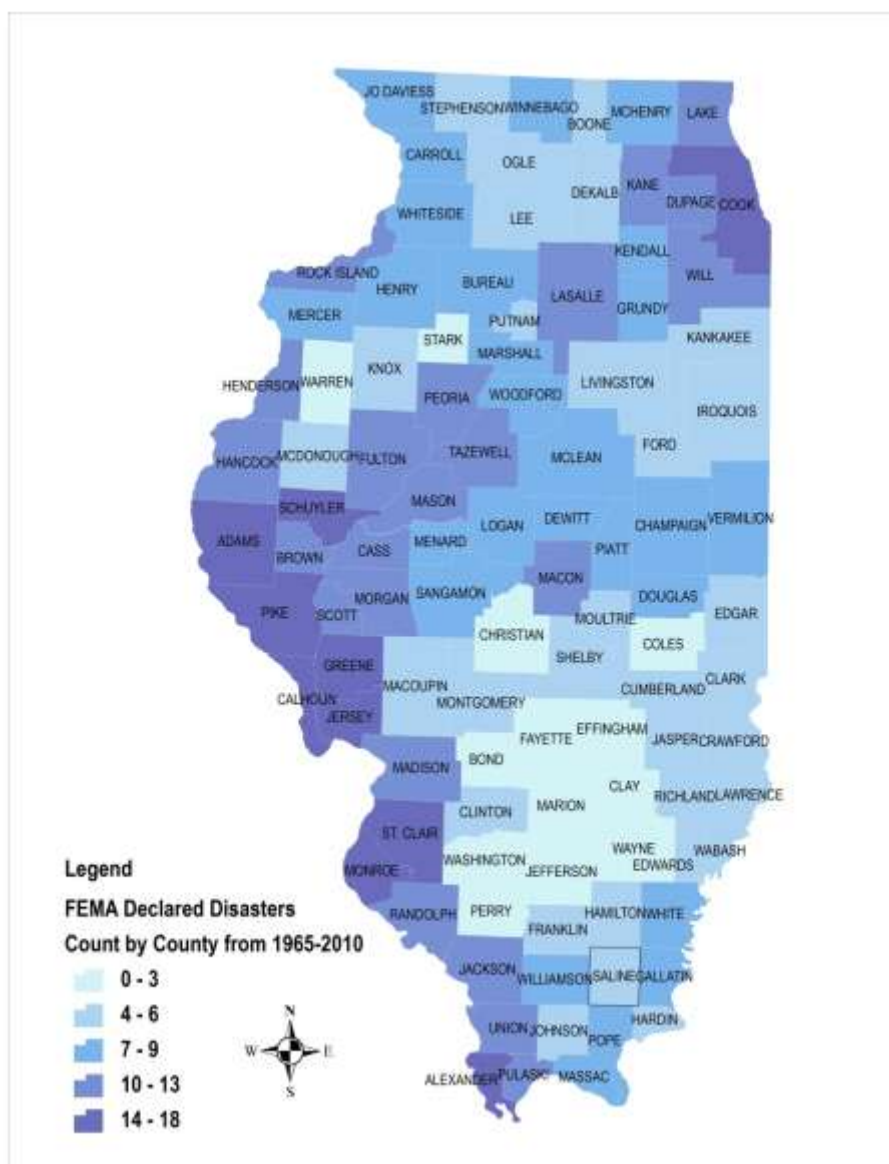 JO DAVIESS
STEPHENSON WINNEBAGO
BOONE
MCHENRY
LAKE
CARROLL
OGLE
DEKALB
KANE
DUPAGE
COOK
WHITESIDE
LEE
KENDALL
WILL
ROCK ISLAND
HENRY
BUREAU
LASALLE
GRUNDY
MERCER
PUTNAM
KANKAKEE
STARK
MARSHALL
KNOX
HENDERSON
WARREN
PEORIA
WOODFORD
LIVINGSTON
IROQUOIS
FORD
HANCOCK
MCDONOUGH
FULTON
TAZEWELL
MCLEAN
SCHUYLER
MASON
ADAMS
BROWN
CASS
MENARD
LOGAN
DEWITT
PIATT
CHAMPAIGN
VERMILION
MACON
PIKE
SCOTT
MORGAN
SANGAMON
DOUGLAS
EDGAR
CHRISTIAN
MOULTRIE
COLES
SHELBY
GREENE
CALHOUN
JERSEY
MACOUPIN
MONTGOMERY
CUMBERLAND
CLARK
EFFINGHAM
FAYETTE
JASPER
CRAWFORD
BOND
MADISON
CLAY
CLINTON
MARION
RICHLAND
LAWRENCE
ST. CLAIR
WASHINGTON
WAYNE
EDWARDS
WABASH
MONROE
JEFFERSON
RANDOLPH
PERRY
HAMILTON
WHITE
FRANKLIN
JACKSON
WILLIAMSON
SALINE
GALLATIN
UNION
JOHNSON
POPE
HARDIN
ALEXANDER
PULASKI
MASSAC
Legend
FEMA Declared Disasters
Count by County from 1965-2010
0 - 3
4 - 6
7 - 9
10 - 13
14 - 18
N
W
E
S